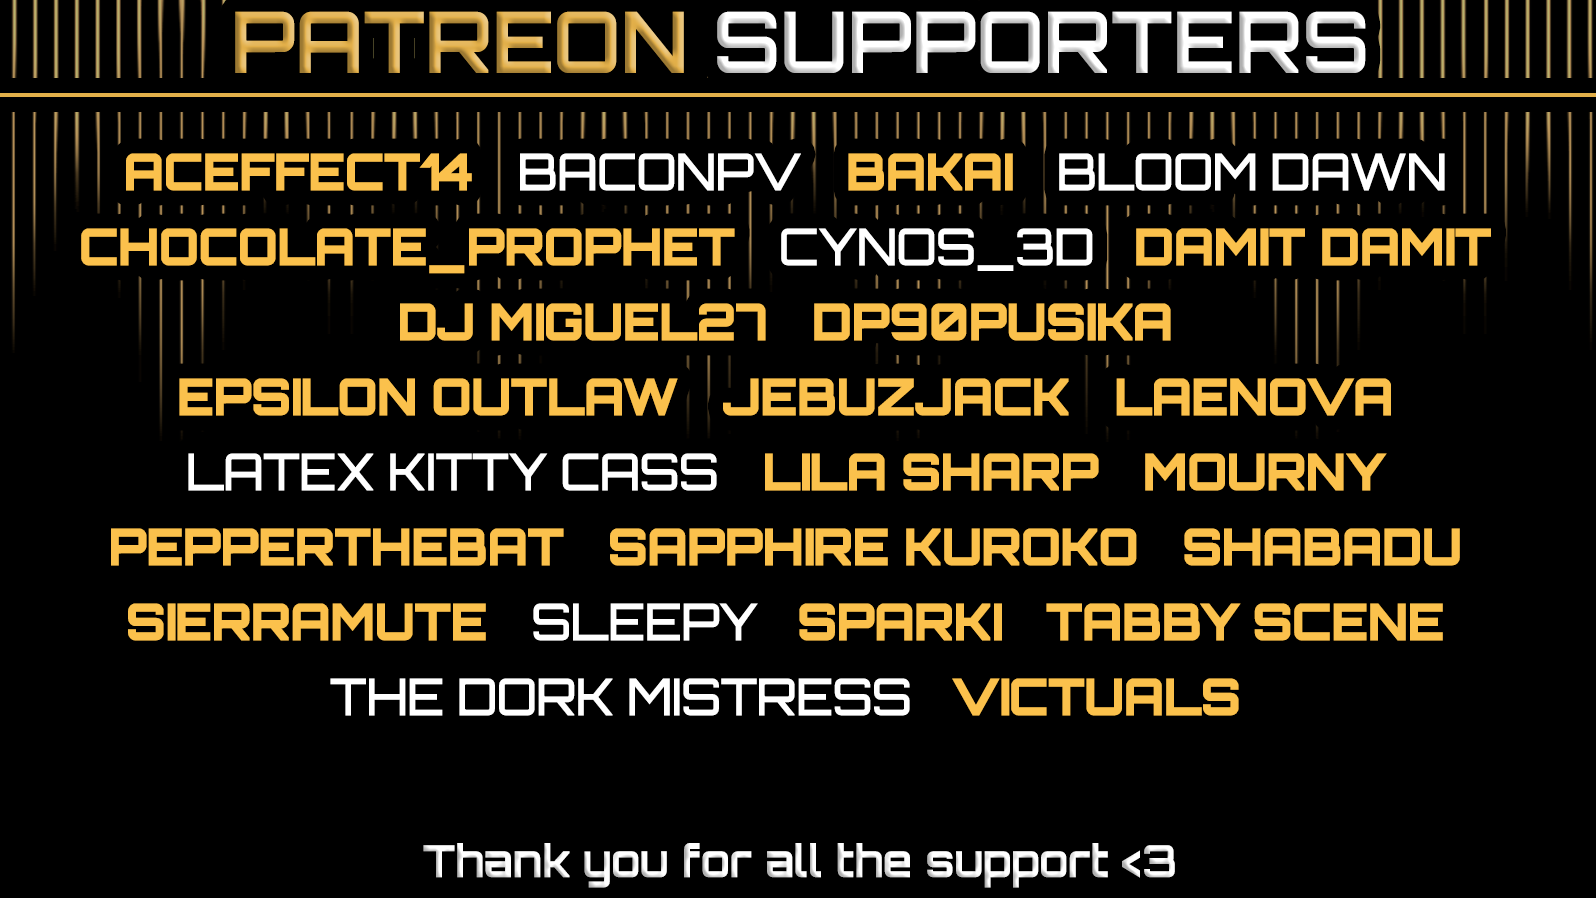 PATREON SUPPORTERS
ACEFFECT14 BACONPV BAKAI BLOOM DAWN
CHOCOLATE_PROPHET CYNOS_3D DAMIT DAMIT
DJ MIGUEL27 DP90PUSIKA
EPSILON OUTLAW JEBUZJACK LAENOVA
LATEX KITTY CASS LILA SHARP MOURNY
PEPPERTHEBAT SAPPHIRE KUROKO SHABADU
SIERRAMUTE SLEEPY SPARKI TABBY SCENE
THE DORK MISTRESS VICTUALS
Thank you for all the support <3